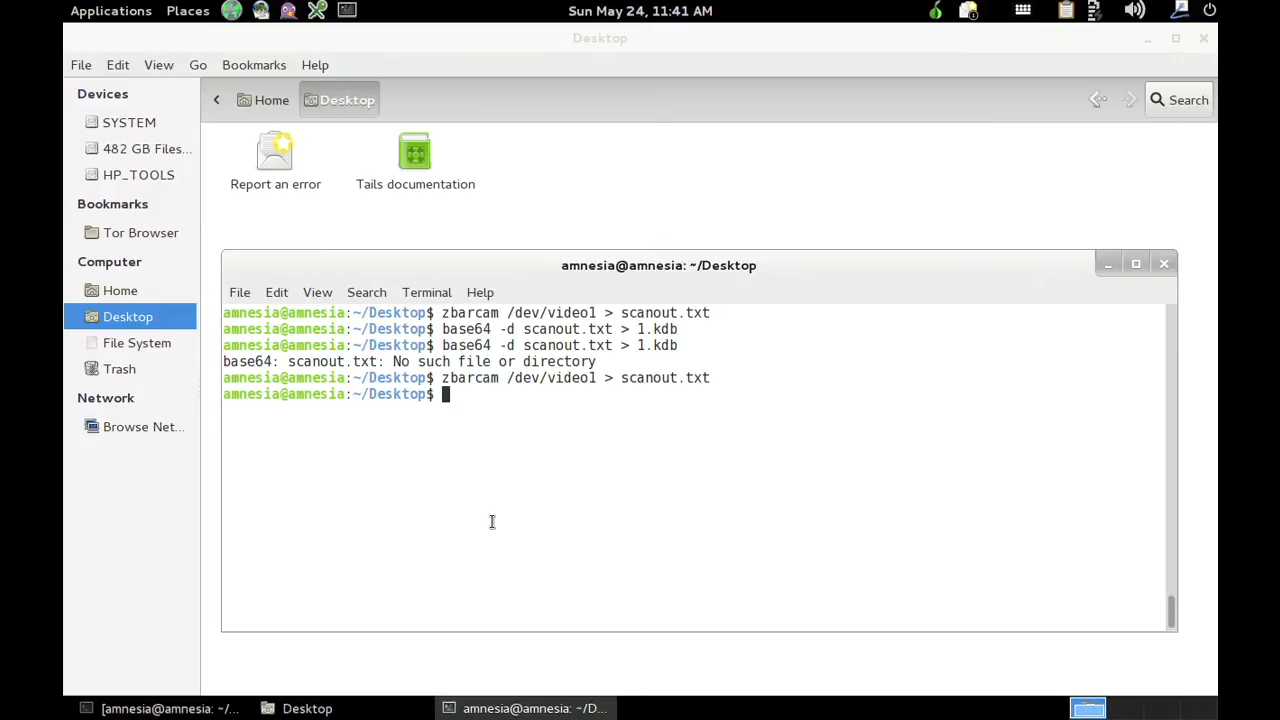 Applications Places Sun May 24, 11:41 AM
Desktop
File Edit View Go Bookmarks Help
Devices
SYSTEM
482 GB Files...
HP_TOOLS
Bookmarks
Tor Browser
Computer
Home
Desktop
File System
Trash
Network
Browse Net...
Home Desktop Search
Report an error
Tails documentation
amnesia@amnesia: ~/Desktop
File Edit View Search Terminal Help
amnesia@amnesia:~/Desktop$ zbarcam /dev/video1 > scanout.txt
amnesia@amnesia:~/Desktop$ base64 -d scanout.txt > 1.kdb
amnesia@amnesia:~/Desktop$ base64 -d scanout.txt > 1.kdb
base64: scanout.txt: No such file or directory
amnesia@amnesia:~/Desktop$ zbarcam /dev/video1 > scanout.txt
amnesia@amnesia:~/Desktop$
[amnesia@amnesia: ~/... Desktop amnesia@amnesia: ~/D...